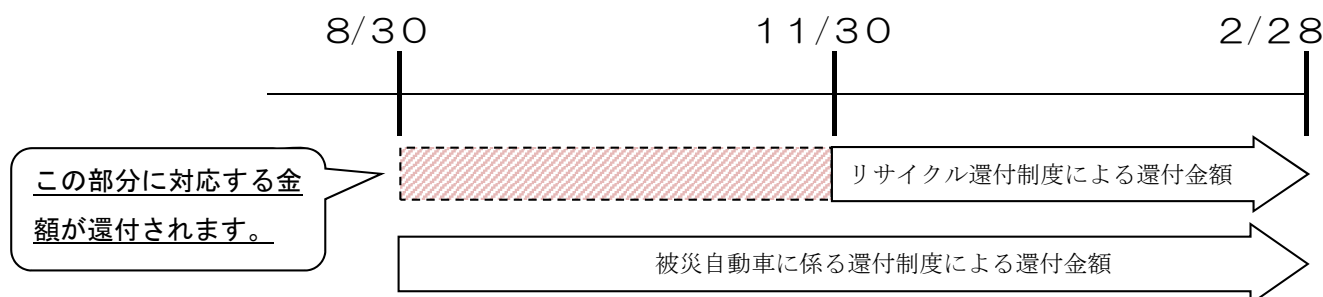 ８/３０ １１/３０ ２/２８
リサイクル還付制度による還付金額
この部分に対応する金
額が還付されます。
被災自動車に係る還付制度による還付金額